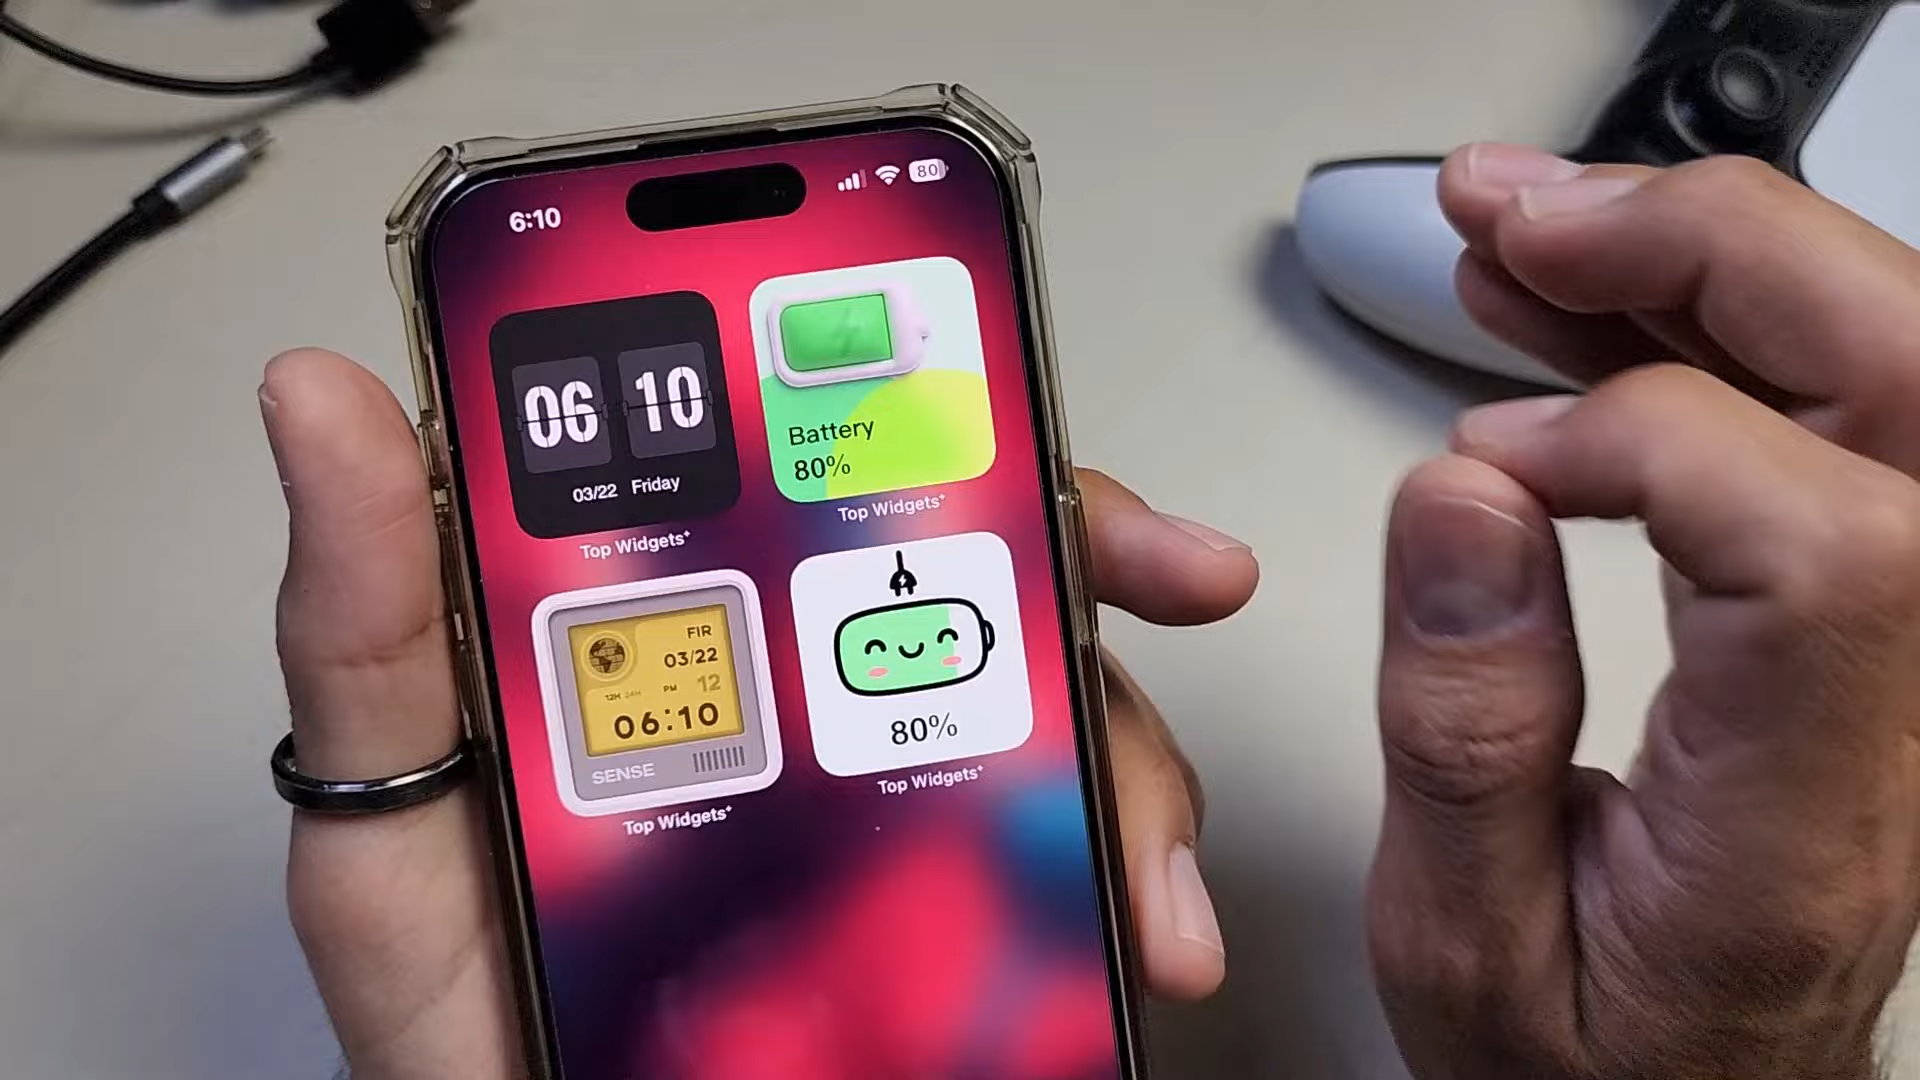 6:10
80
06 10
03/22 Friday
Top Widgets+
Battery
80%
Top Widgets+
FIR
03/22
12H 24H PM 12
06:10
SENSE
Top Widgets+
80%
Top Widgets+